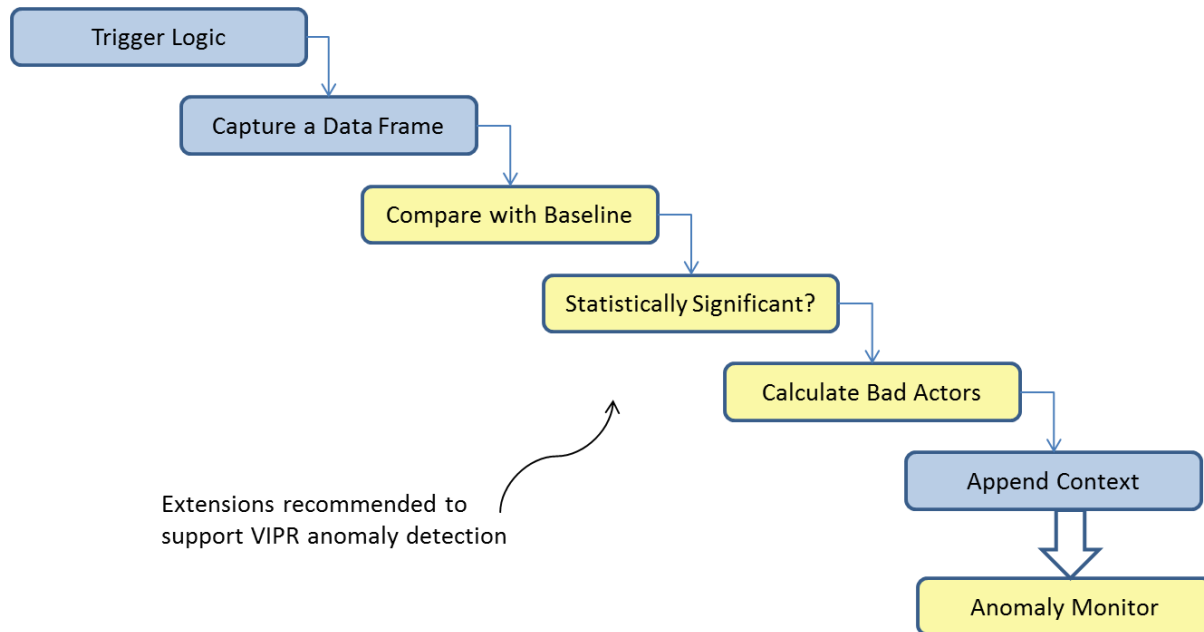 Trigger Logic
Capture a Data Frame
Compare with Baseline
Statistically Significant?
Calculate Bad Actors
Extensions recommended to
support VIPR anomaly detection
Append Context
Anomaly Monitor